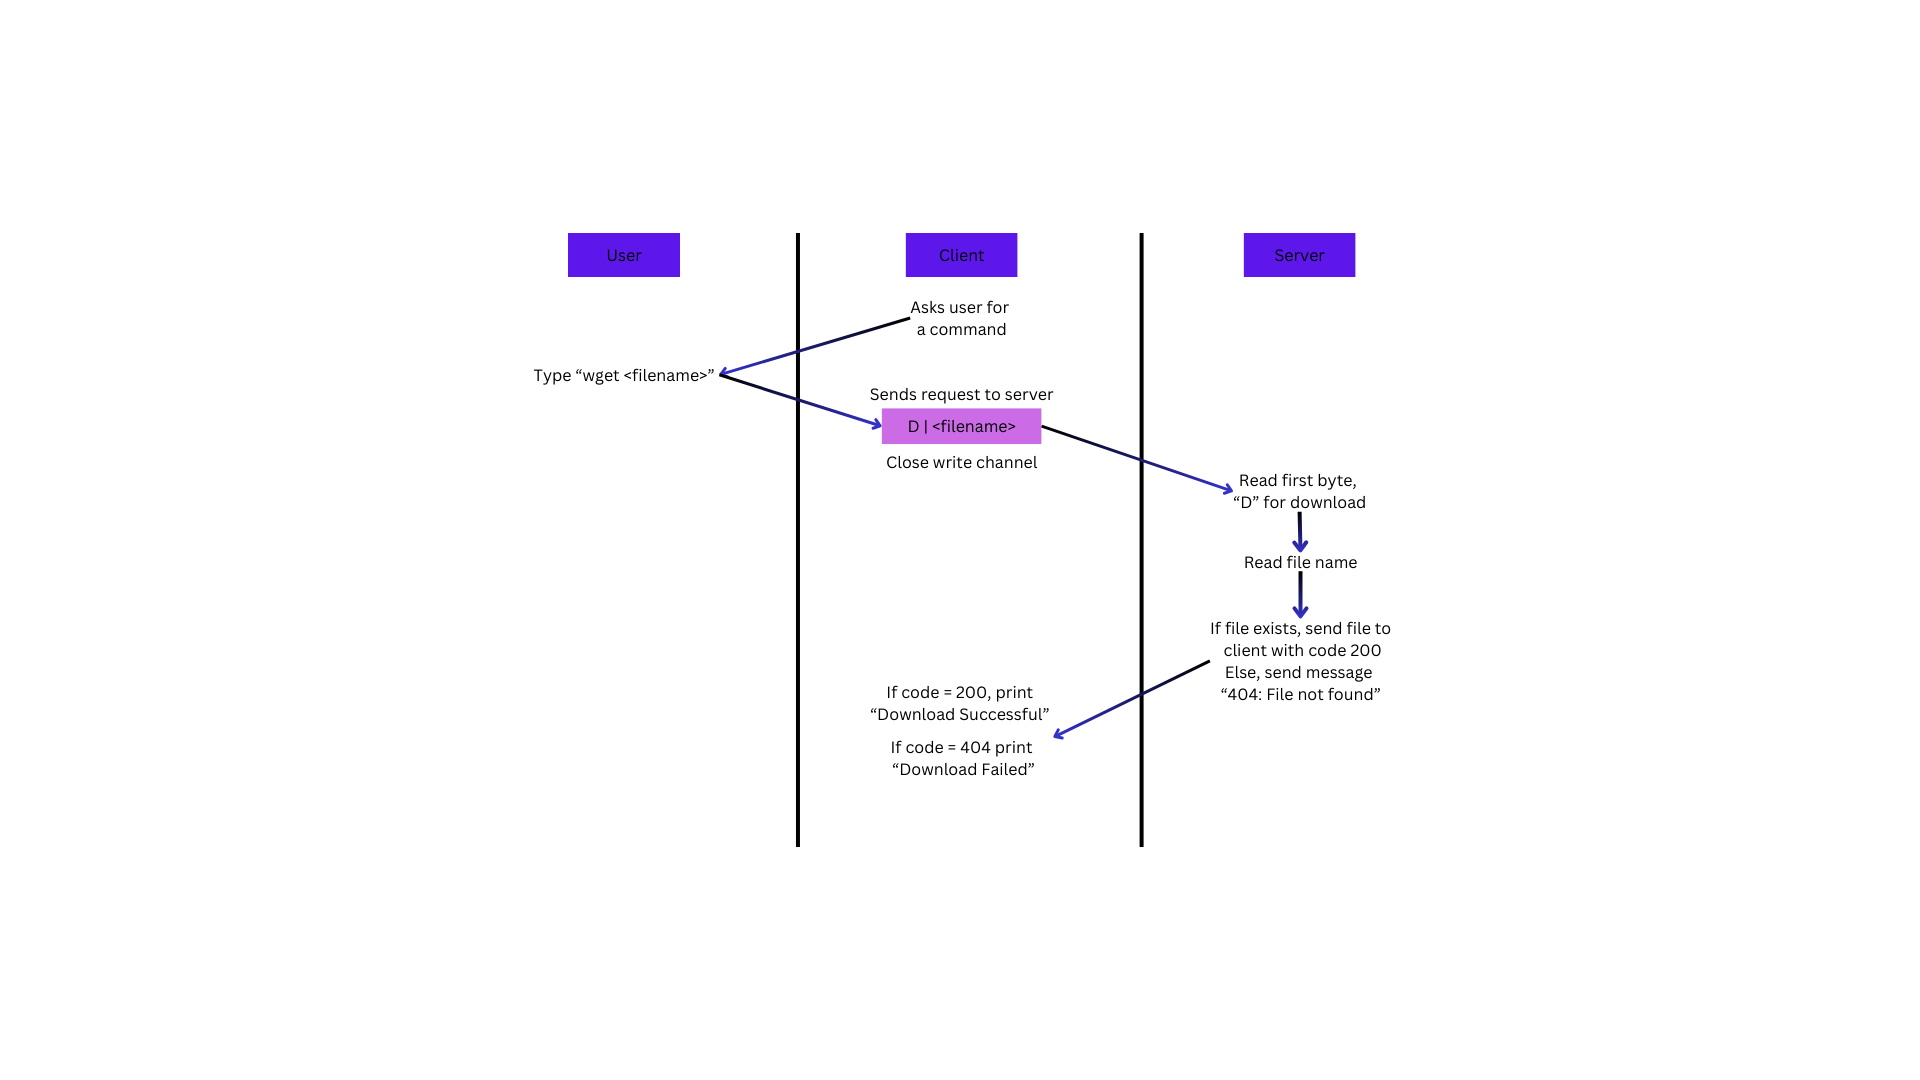 User
Client
Server
Asks user for
a command
Type “wget <filename>”
Sends request to server
D | <filename>
Close write channel
Read first byte,
“D” for download
Read file name
If file exists, send file to
client with code 200
Else, send message
“404: File not found”
If code = 200, print
“Download Successful”
If code = 404 print
“Download Failed”